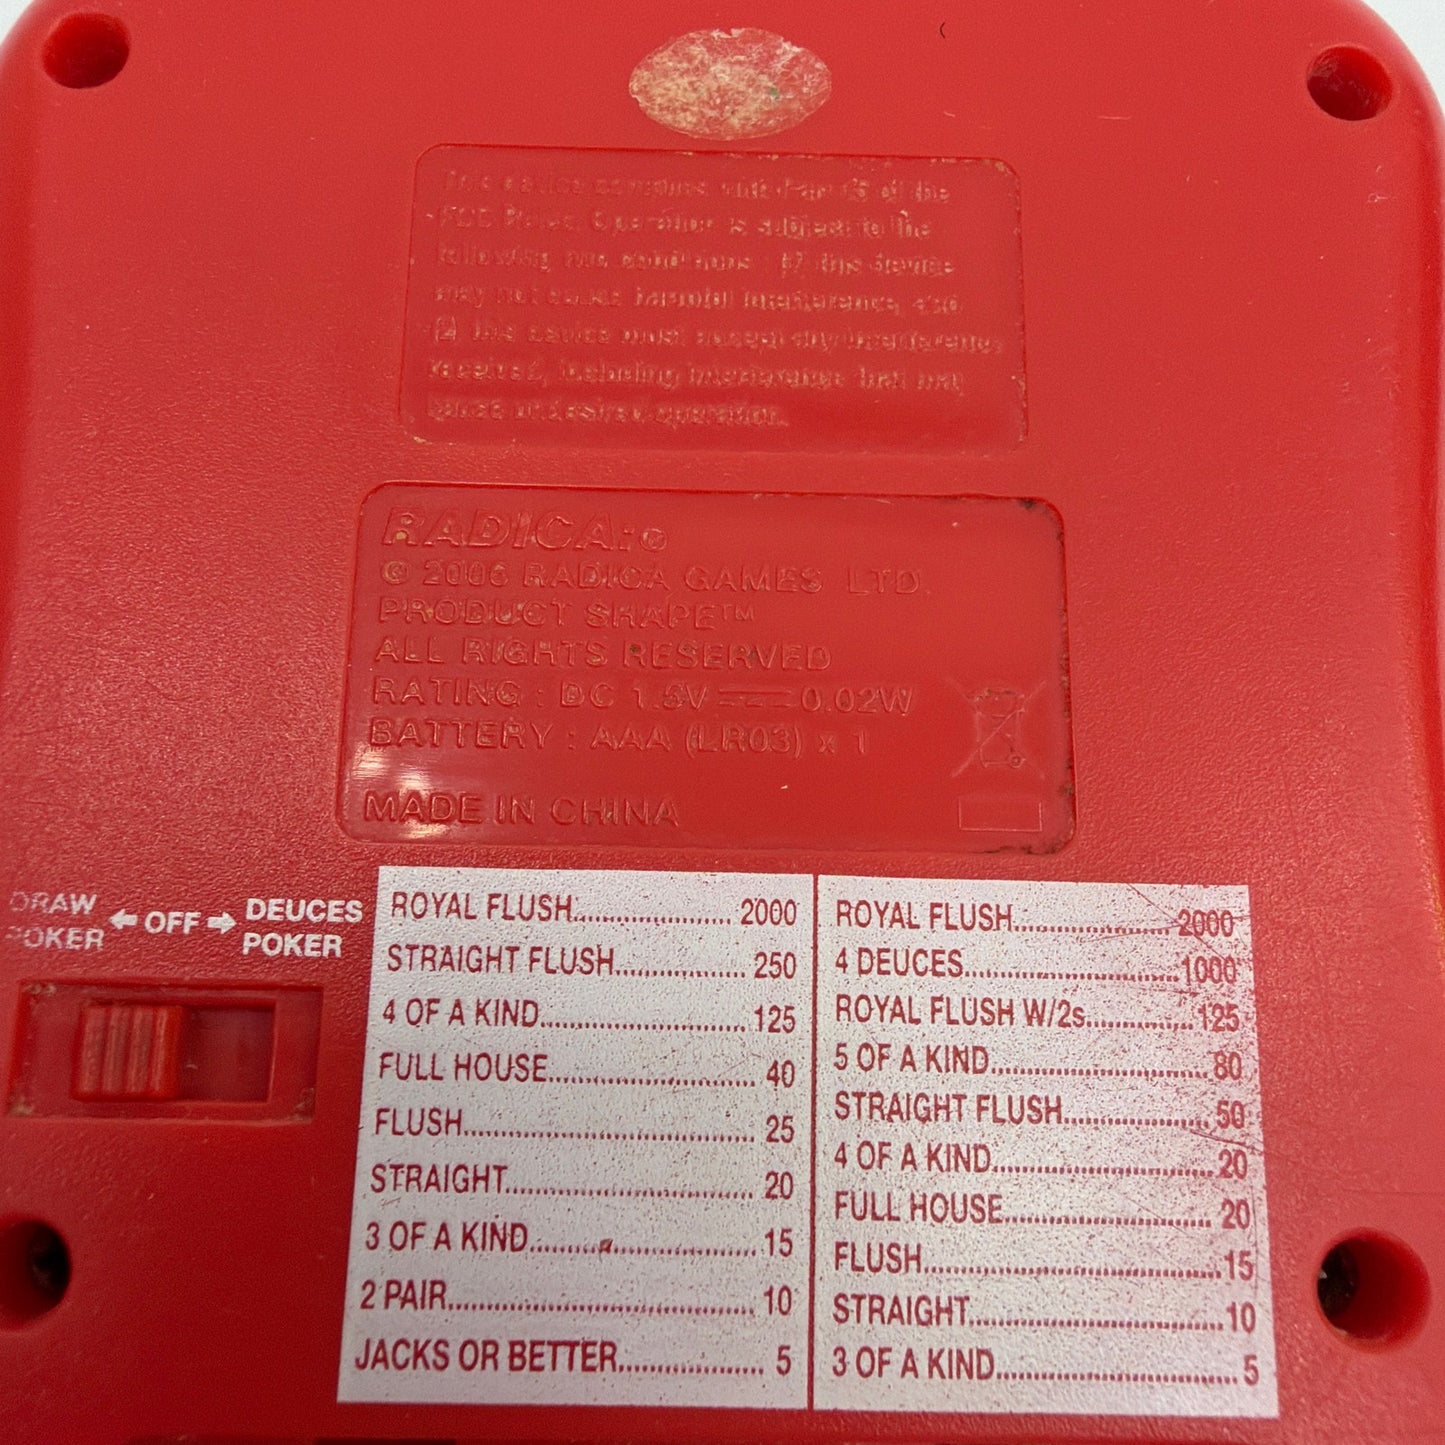 This device complies with Part 15 of the
FCC Rules. Operation is subject to the
following two conditions : (1) this device
may not cause harmful interference, and
(2) this device must accept any interference
received, including interference that may
cause undesired operation.
RADICA:®
© 2006 RADICA GAMES LTD.
PRODUCT SHAPE™
ALL RIGHTS RESERVED
RATING : DC 1.5V 0.02W
BATTERY : AAA (LR03) x 1
MADE IN CHINA
DRAW POKER ← OFF → DEUCES POKER
ROYAL FLUSH 2000
STRAIGHT FLUSH 250
4 OF A KIND 125
FULL HOUSE 40
FLUSH 25
STRAIGHT 20
3 OF A KIND 15
2 PAIR 10
JACKS OR BETTER 5
ROYAL FLUSH 2000
4 DEUCES 1000
ROYAL FLUSH W/2s 125
5 OF A KIND 80
STRAIGHT FLUSH 50
4 OF A KIND 20
FULL HOUSE 20
FLUSH 15
STRAIGHT 10
3 OF A KIND 5